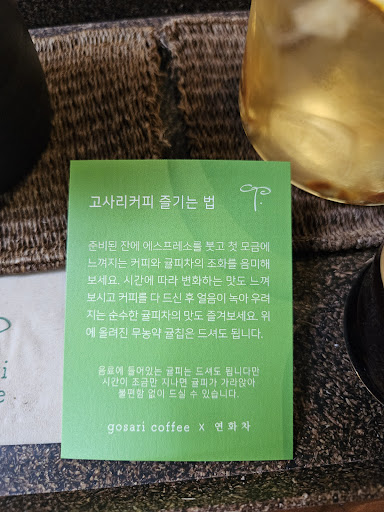 고사리커피 즐기는 법
준비된 잔에 에스프레소를 붓고 첫 모금에
느껴지는 커피와 귤피차의 조화를 음미해
보세요. 시간에 따라 변화하는 맛도 느껴
보시고 커피를 다 드신 후 얼음이 녹아 우려
지는 순수한 귤피차의 맛도 즐겨보세요. 위
에 올려진 무농약 귤칩은 드셔도 됩니다.
음료에 들어있는 귤피는 드셔도 됩니다만
시간이 조금만 지나면 귤피가 가라앉아
불편함 없이 드실 수 있습니다.
gosari coffee x 연화차